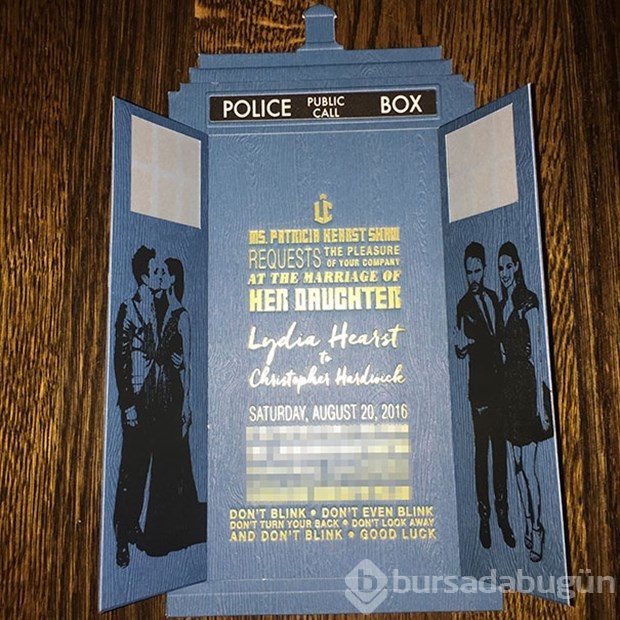 POLICE PUBLIC CALL BOX
LC
MS. PATRICIA HEARST SHAW
REQUESTS THE PLEASURE OF YOUR COMPANY
AT THE MARRIAGE OF
HER DAUGHTER
Lydia Hearst
to
Christopher Hardwick
SATURDAY, AUGUST 20, 2016
DON'T BLINK • DON'T EVEN BLINK
DON'T TURN YOUR BACK • DON'T LOOK AWAY
AND DON'T BLINK • GOOD LUCK
b bursadabugün